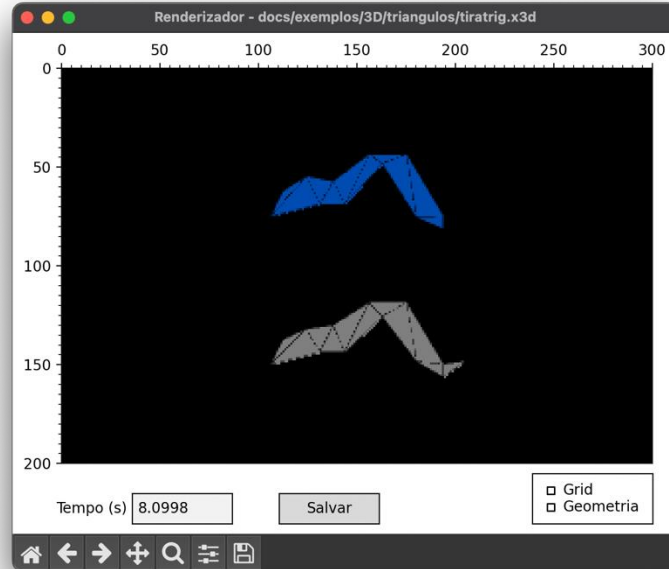 Renderizador - docs/exemplos/3D/triangulos/tiratrig.x3d
0 50 100 150 200 250 300
0
50
100
150
200
Tempo (s) 8.0998 Salvar
Grid
Geometria